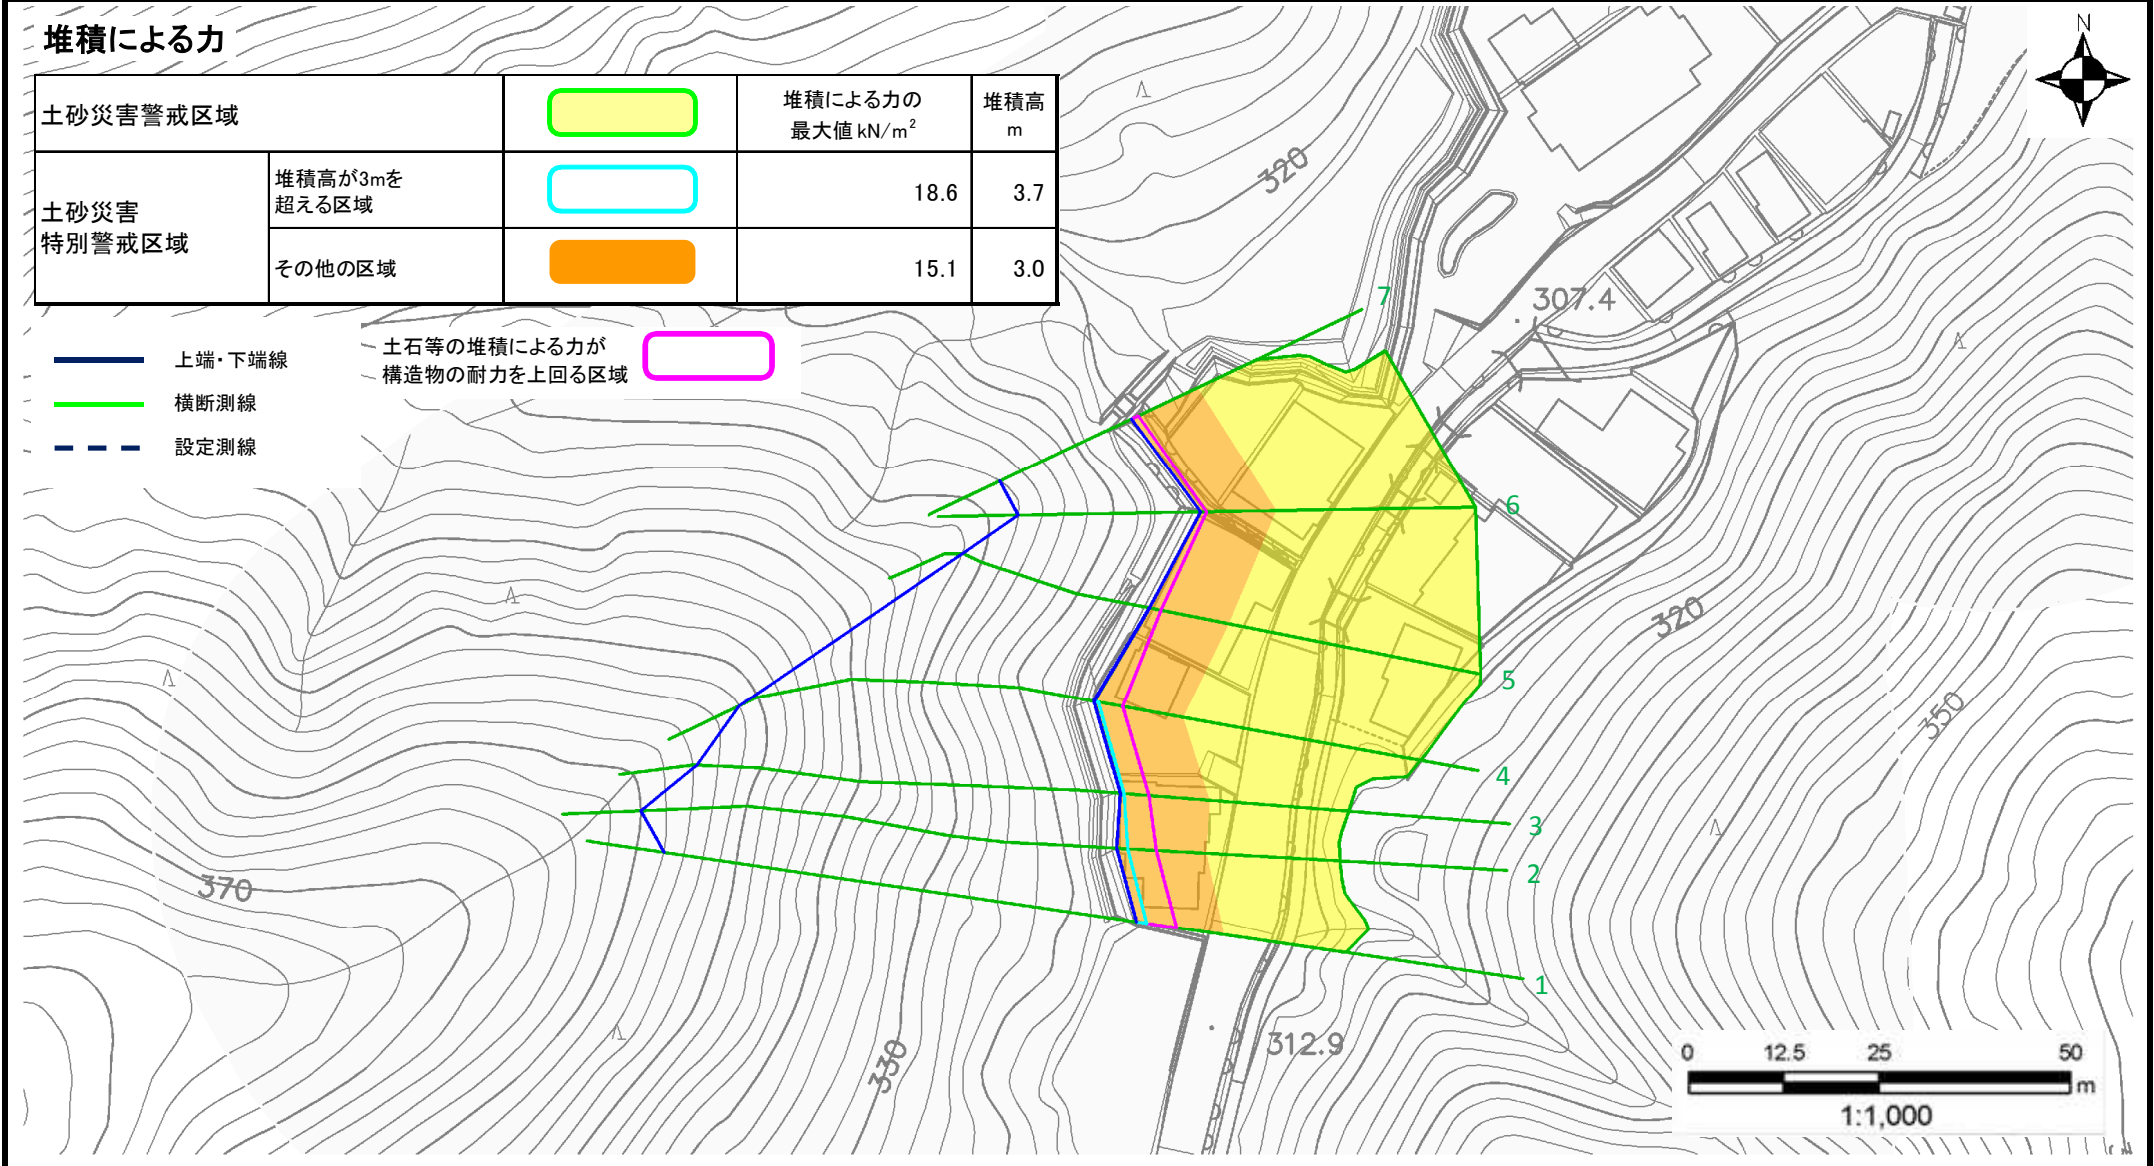 堆積による力
土砂災害警戒区域
堆積による力の
最大値 kN/m²
堆積高
m
土砂災害
特別警戒区域
堆積高が3mを
超える区域
18.6
3.7
その他の区域
15.1
3.0
上端・下端線
横断測線
設定測線
土石等の堆積による力が
構造物の耐力を上回る区域
N
320
307.4
7
6
5
4
3
2
1
320
350
370
330
312.9
0 12.5 25 50
m
1:1,000